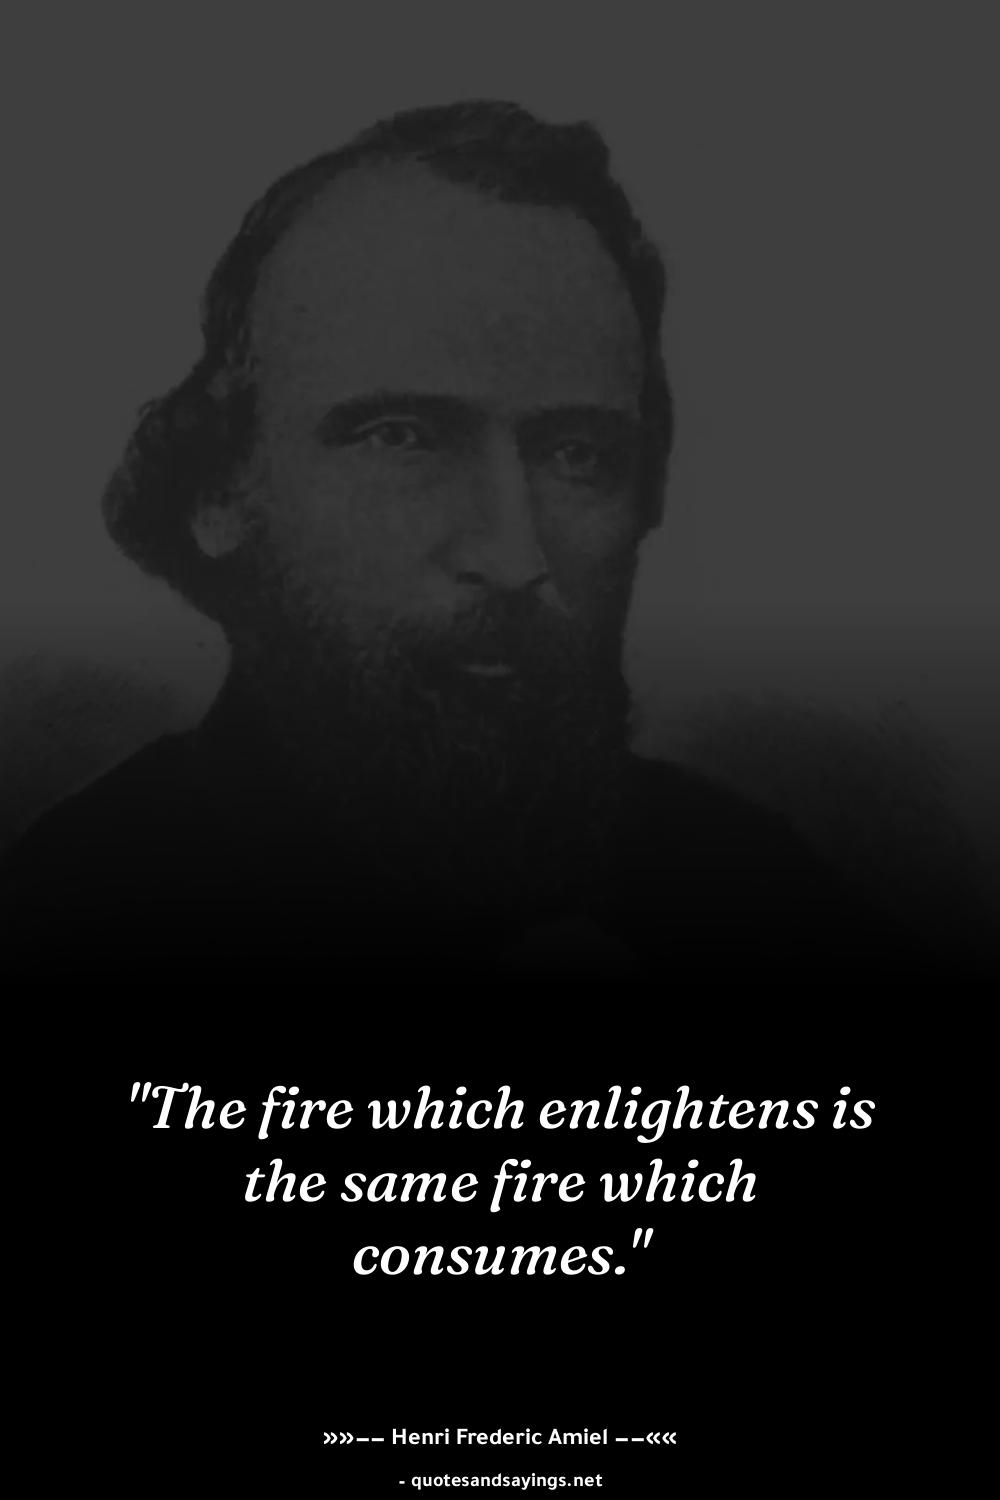 "The fire which enlightens is
the same fire which
consumes."
»»–– Henri Frederic Amiel ––««
- quotesandsayings.net